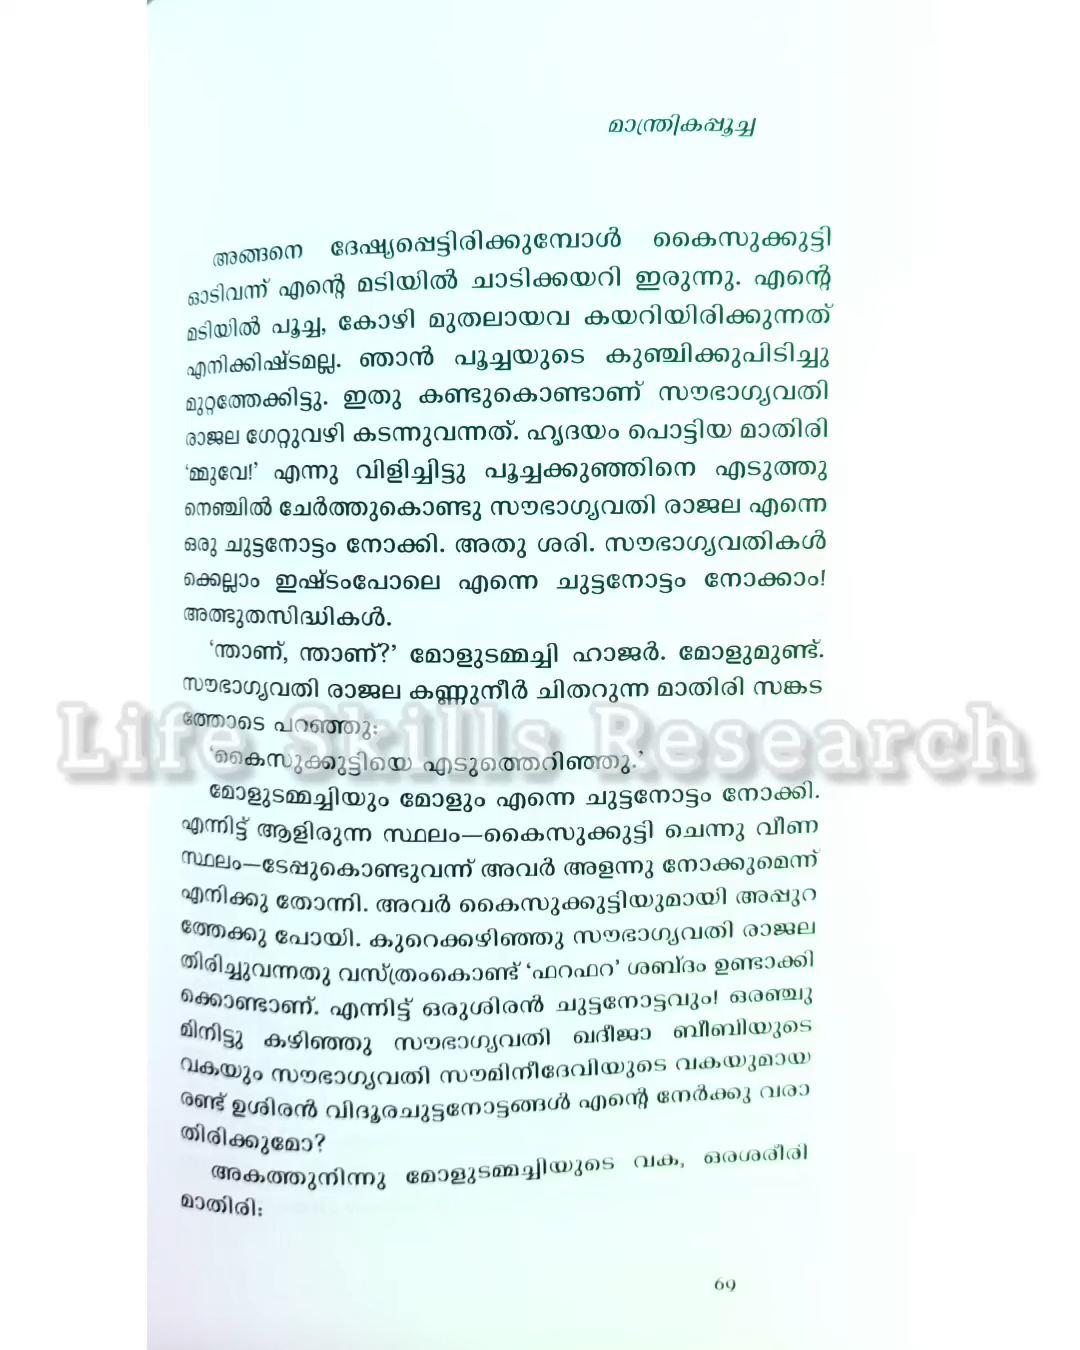 മാന്ത്രികപ്പൂച്ച
അങ്ങനെ ദേഷ്യപ്പെട്ടിരിക്കുമ്പോൾ കൈസുക്കുട്ടി
ഓടിവന്ന് എന്റെ മടിയിൽ ചാടിക്കയറി ഇരുന്നു. എന്റെ
മടിയിൽ പൂച്ച, കോഴി മുതലായവ കയറിയിരിക്കുന്നത്
എനിക്കിഷ്ടമല്ല. ഞാൻ പൂച്ചയുടെ കുഞ്ചിക്കുപിടിച്ചു
മുറ്റത്തേക്കിട്ടു. ഇതു കണ്ടുകൊണ്ടാണ് സൗഭാഗ്യവതി
രാജല ഗേറ്റുവഴി കടന്നുവന്നത്. ഹൃദയം പൊട്ടിയ മാതിരി
‘മ്മുവേ!’ എന്നു വിളിച്ചിട്ടു പൂച്ചക്കുഞ്ഞിനെ എടുത്തു
നെഞ്ചിൽ ചേർത്തുകൊണ്ടു സൗഭാഗ്യവതി രാജല എന്നെ
ഒരു ചുട്ടനോട്ടം നോക്കി. അതു ശരി. സൗഭാഗ്യവതികൾ
ക്കെല്ലാം ഇഷ്ടംപോലെ എന്നെ ചുട്ടനോട്ടം നോക്കാം!
അത്ഭുതസിദ്ധികൾ.
‘ന്താണ്, ന്താണ്?’ മോളുടമ്മച്ചി ഹാജർ. മോളുമുണ്ട്.
സൗഭാഗ്യവതി രാജല കണ്ണുനീർ ചിതറുന്ന മാതിരി സങ്കട
ത്തോടെ പറഞ്ഞു:
‘കൈസുക്കുട്ടിയെ എടുത്തെറിഞ്ഞു.’
മോളുടമ്മച്ചിയും മോളും എന്നെ ചുട്ടനോട്ടം നോക്കി.
എന്നിട്ട് ആളിരുന്ന സ്ഥലം—കൈസുക്കുട്ടി ചെന്നു വീണ
സ്ഥലം—ടേപ്പുകൊണ്ടുവന്ന് അവർ അളന്നു നോക്കുമെന്ന്
എനിക്കു തോന്നി. അവർ കൈസുക്കുട്ടിയുമായി അപ്പുറ
ത്തേക്കു പോയി. കുറെക്കഴിഞ്ഞു സൗഭാഗ്യവതി രാജല
തിരിച്ചുവന്നതു വസ്ത്രംകൊണ്ട് ‘ഫറഫറ’ ശബ്ദം ഉണ്ടാക്കി
ക്കൊണ്ടാണ്. എന്നിട്ട് ഒരുശിരൻ ചുട്ടനോട്ടവും! ഒരഞ്ചു
മിനിട്ടു കഴിഞ്ഞു സൗഭാഗ്യവതി ഖദീജാ ബീബിയുടെ
വകയും സൗഭാഗ്യവതി സൗമിനീദേവിയുടെ വകയുമായ
രണ്ട് ഉശിരൻ വിദൂരചുട്ടനോട്ടങ്ങൾ എന്റെ നേർക്കു വരാ
തിരിക്കുമോ?
അകത്തുനിന്നു മോളുടമ്മച്ചിയുടെ വക, ഒരശരീരി
മാതിരി:
69
Life Skills Research